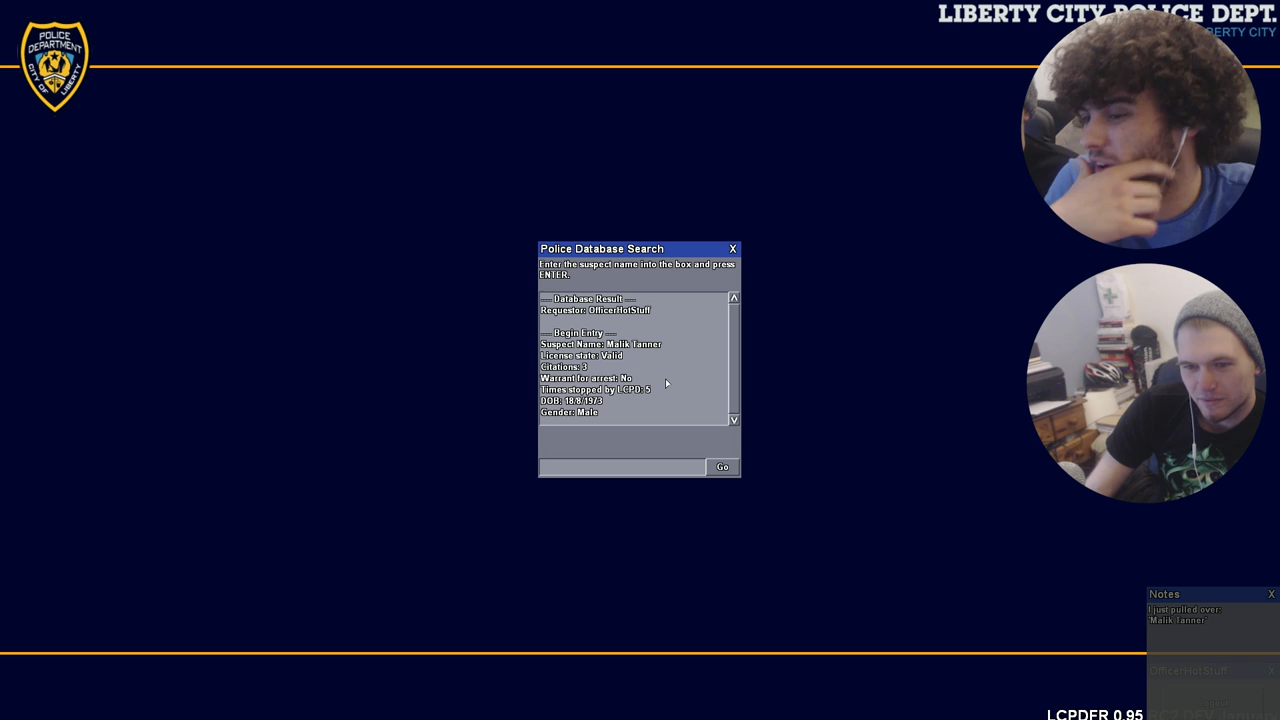 LIBERTY CITY POLICE DEPT.
BERTY CITY
POLICE
DEPARTMENT
CITY OF LIBERTY
Police Database Search X
Enter the suspect name into the box and press
ENTER.
---- Database Result ----
Requestor: OfficerHotStuff
---- Begin Entry ----
Suspect Name: Malik Tanner
License state: Valid
Citations: 3
Warrant for arrest: No
Times stopped by LCPD: 5
DOB: 18/8/1973
Gender: Male
Go
Notes X
I just pulled over:
'Malik Tanner'
OfficerHotStuff X
LCPDFR 0.95